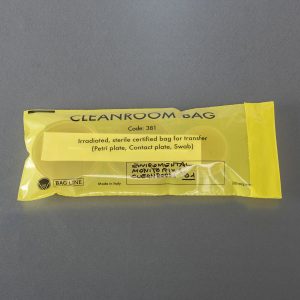 CLEANROOM BAG
Code: 381
Irradiated, sterile certified bag for transfer
(Petri plate, Contact plate, Swab)
BAG LINE
Made in Italy
CLEANROOM